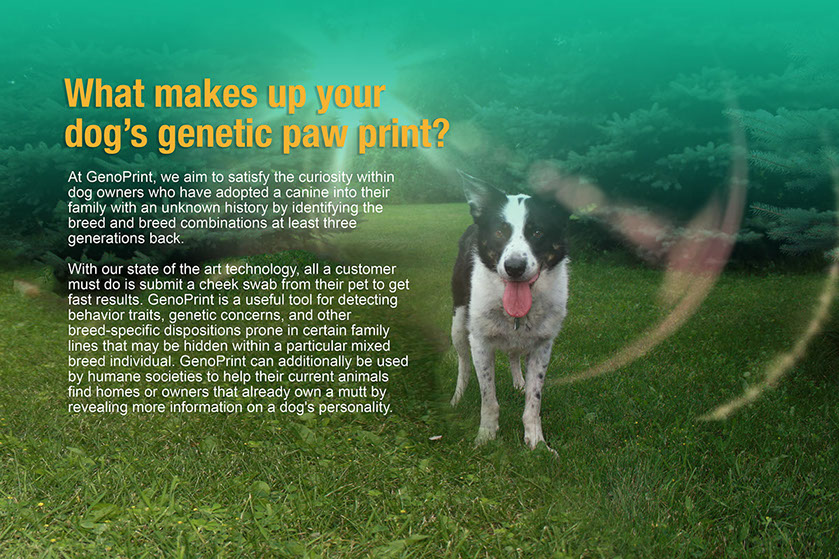 What makes up your
dog's genetic paw print?
At GenoPrint, we aim to satisfy the curiosity within
dog owners who have adopted a canine into their
family with an unknown history by identifying the
breed and breed combinations at least three
generations back.
With our state of the art technology, all a customer
must do is submit a cheek swab from their pet to get
fast results. GenoPrint is a useful tool for detecting
behavior traits, genetic concerns, and other
breed-specific dispositions prone in certain family
lines that may be hidden within a particular mixed
breed individual. GenoPrint can additionally be used
by humane societies to help their current animals
find homes or owners that already own a mutt by
revealing more information on a dog's personality.